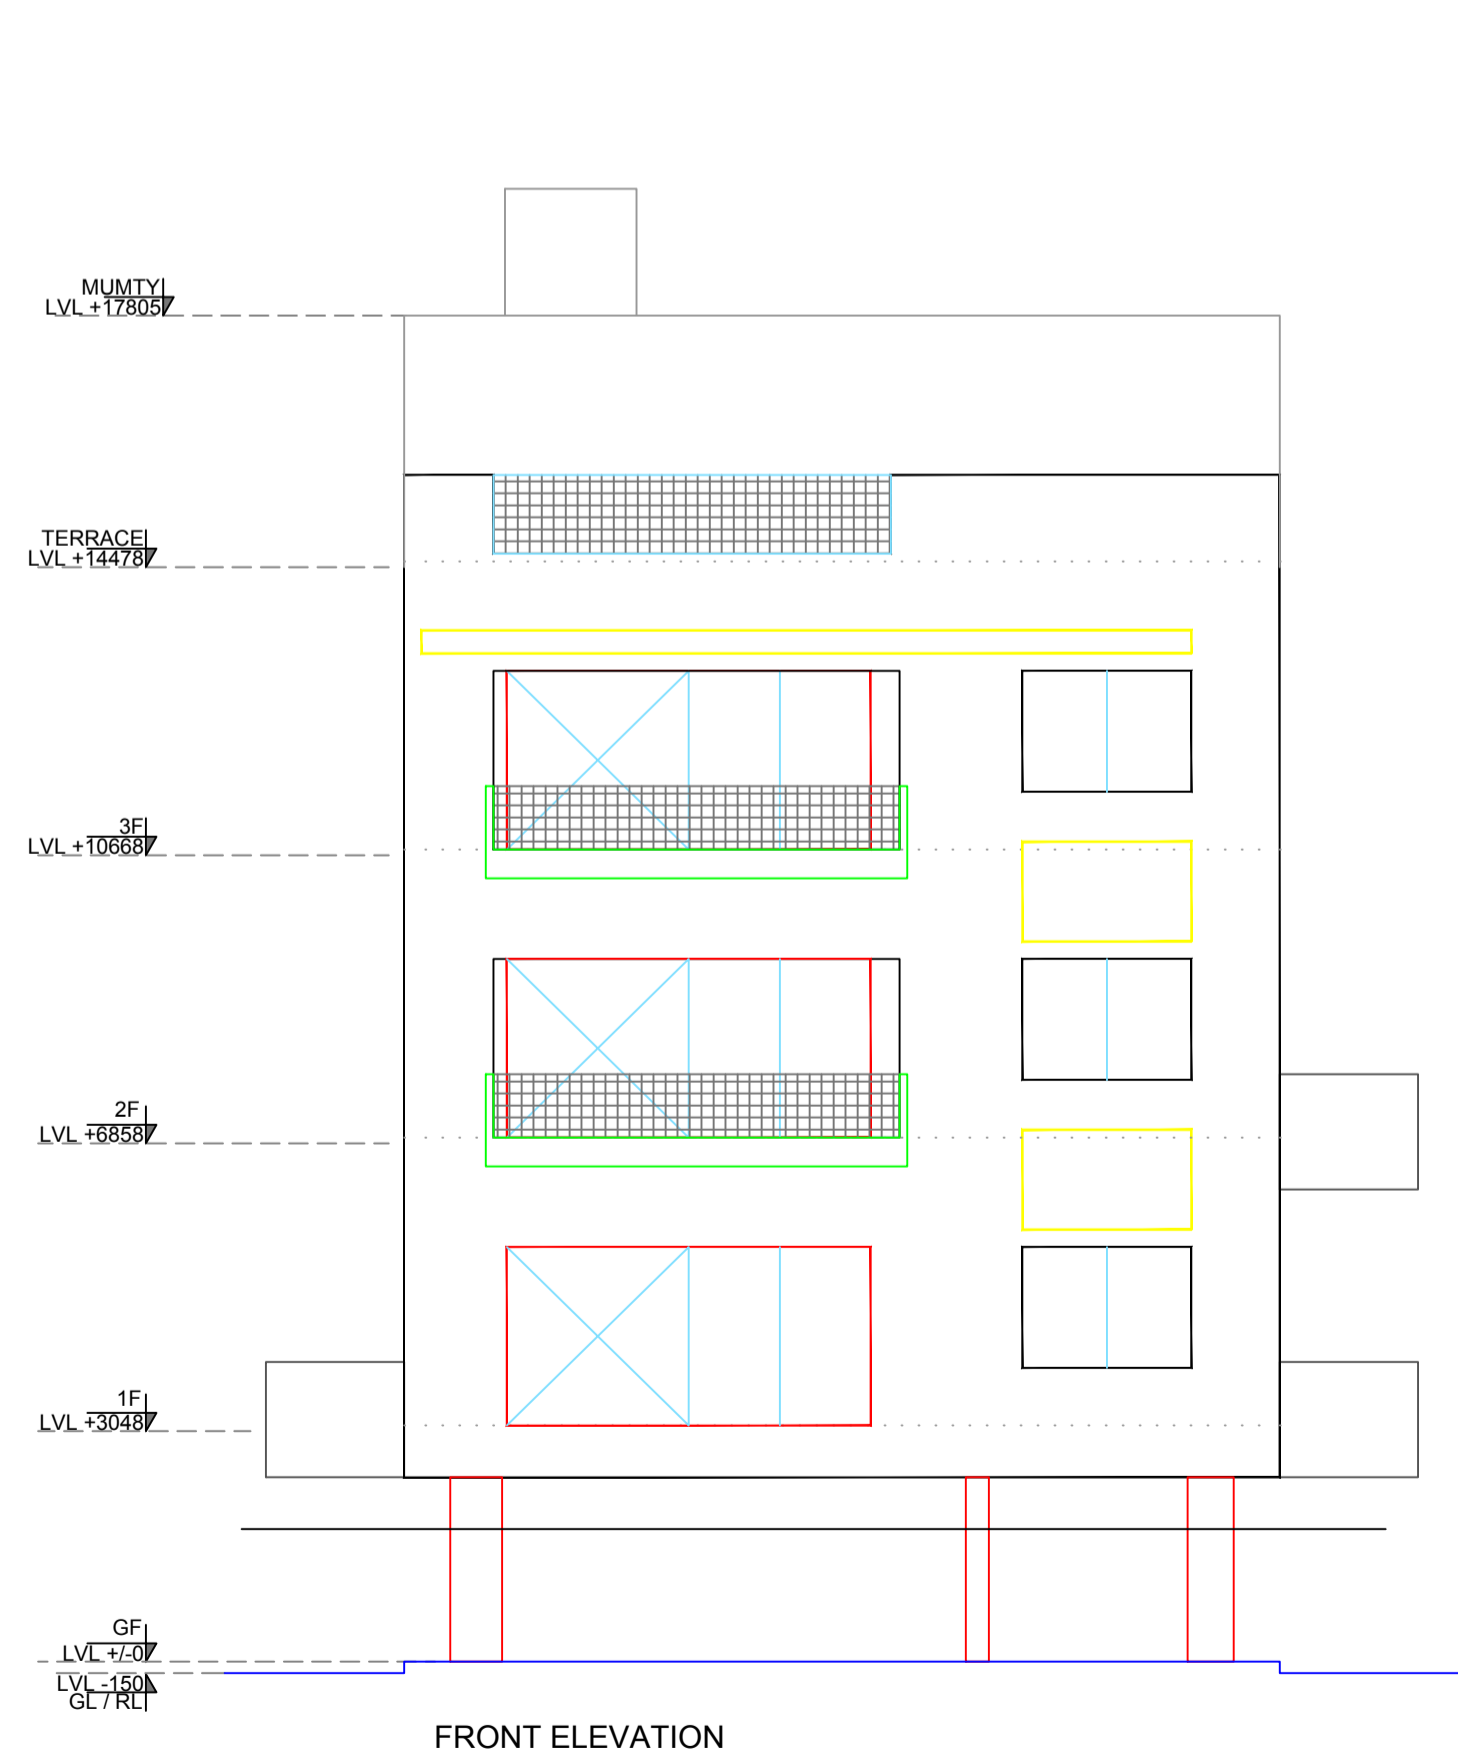 MUMTY
LVL +17805
TERRACE
LVL +14478
3F
LVL +10668
2F
LVL +6858
1F
LVL +3048
GF
LVL +/-0
LVL -150
GL / RL
FRONT ELEVATION